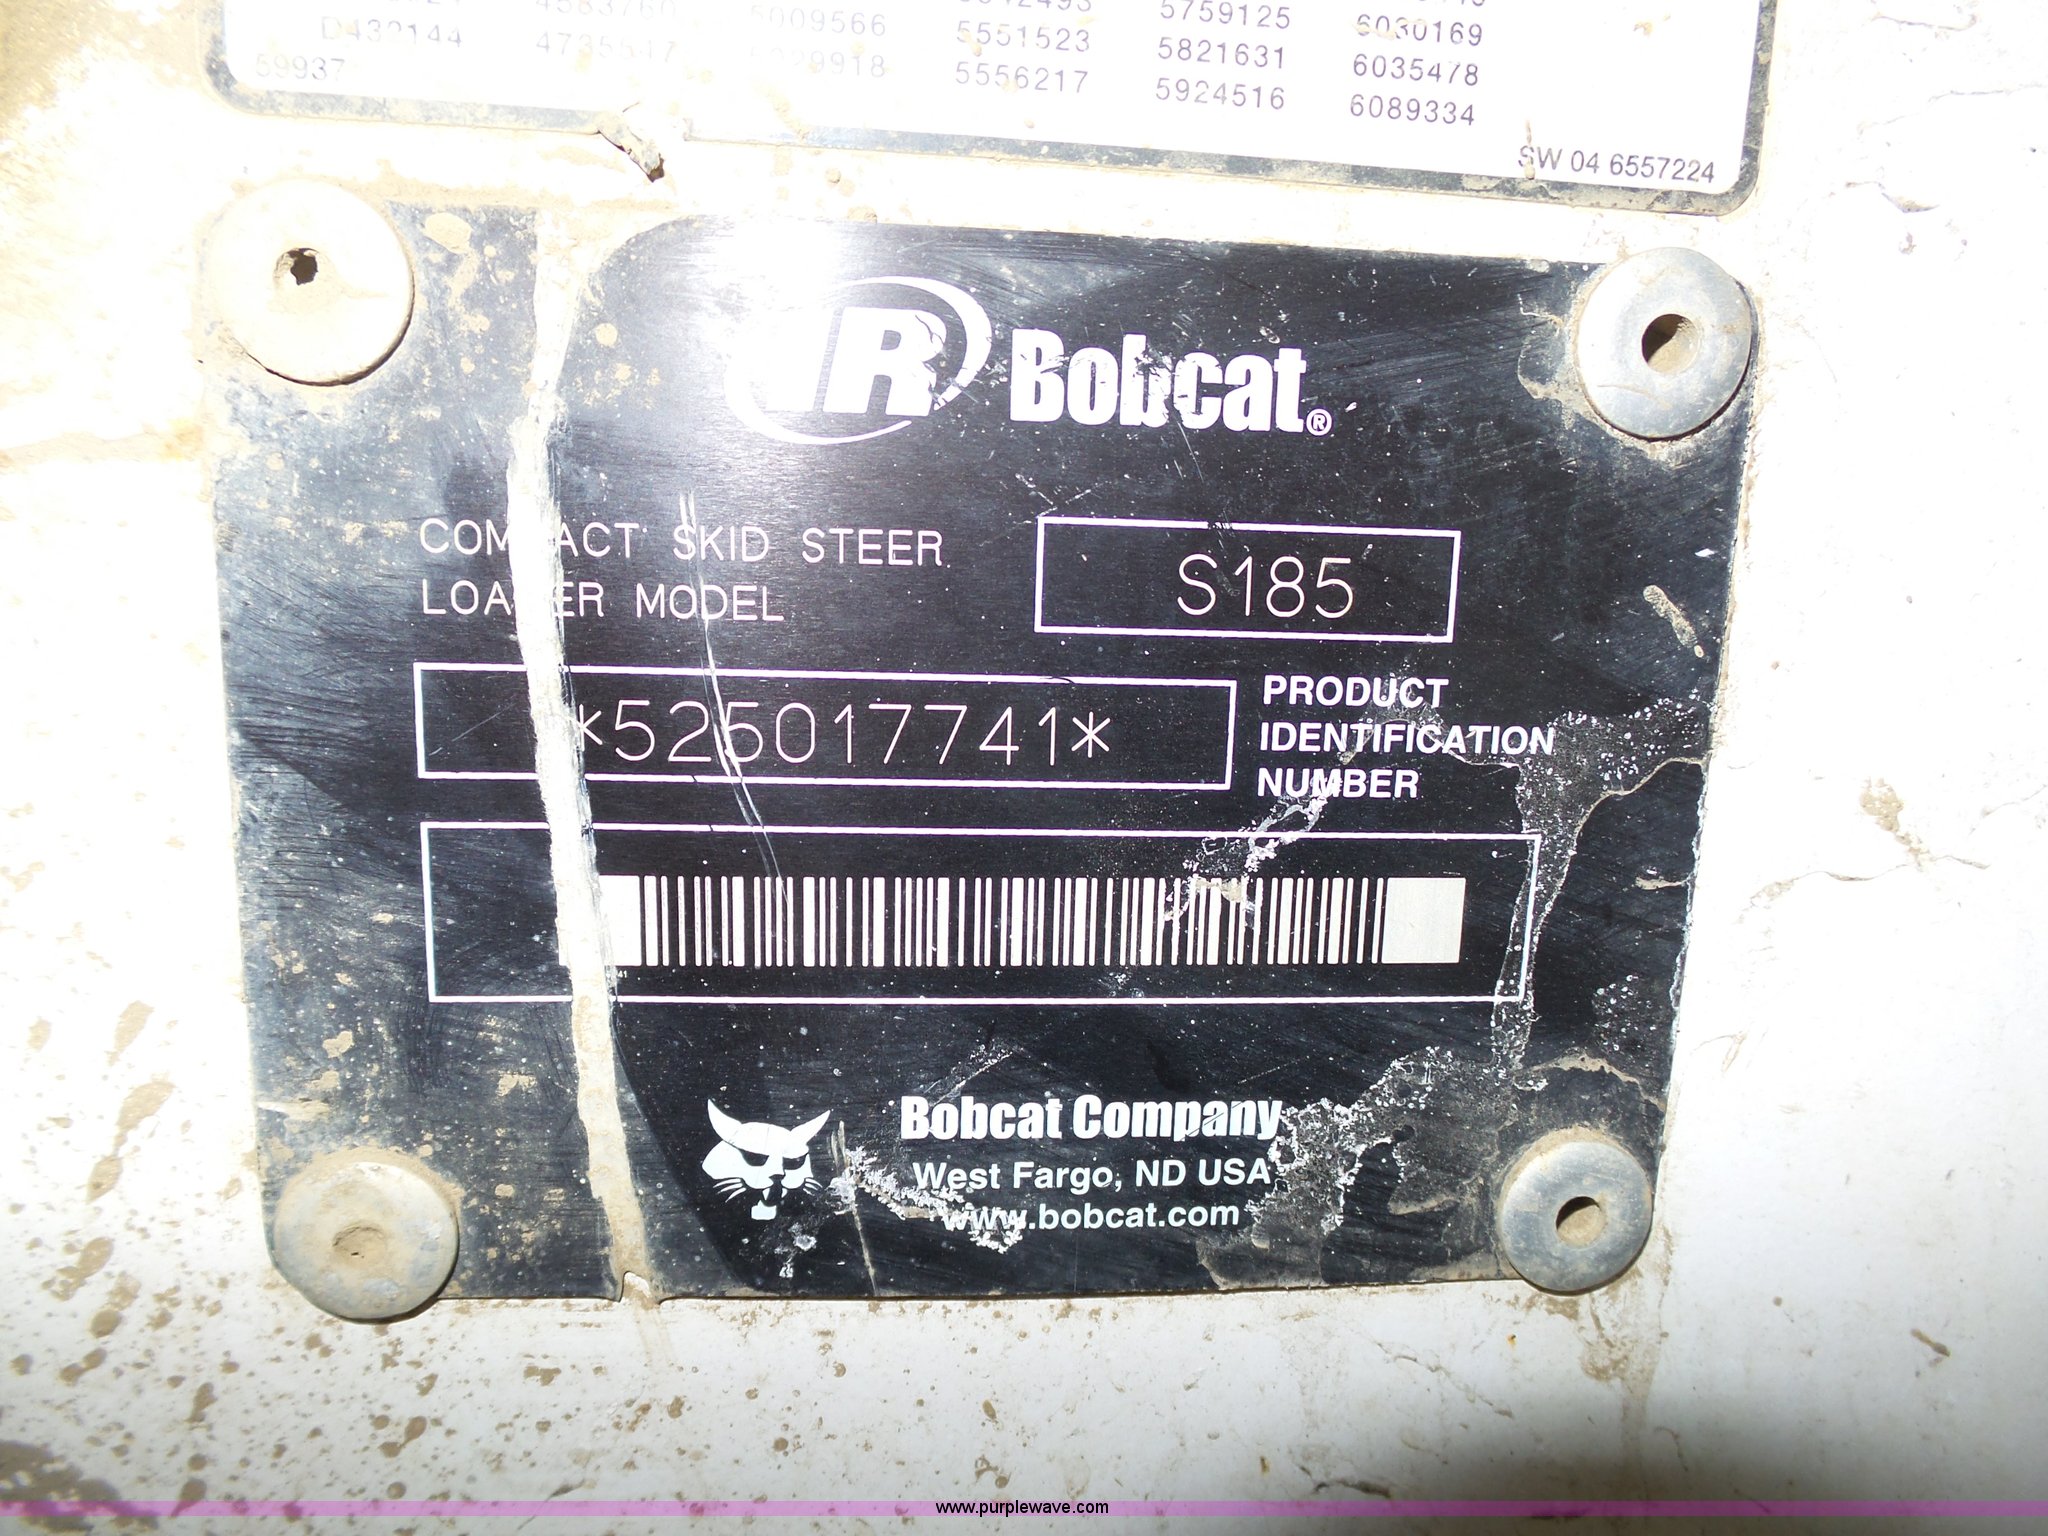 D432144 5009566 5551523 5759125 6030169
5556217 5821631 6035478
5924516 6089334
SW 04 6557224
IR Bobcat®
COMPACT SKID STEER
LOADER MODEL
S185
*525017741*
PRODUCT
IDENTIFICATION
NUMBER
Bobcat Company
West Fargo, ND USA
www.bobcat.com
www.purplewave.com